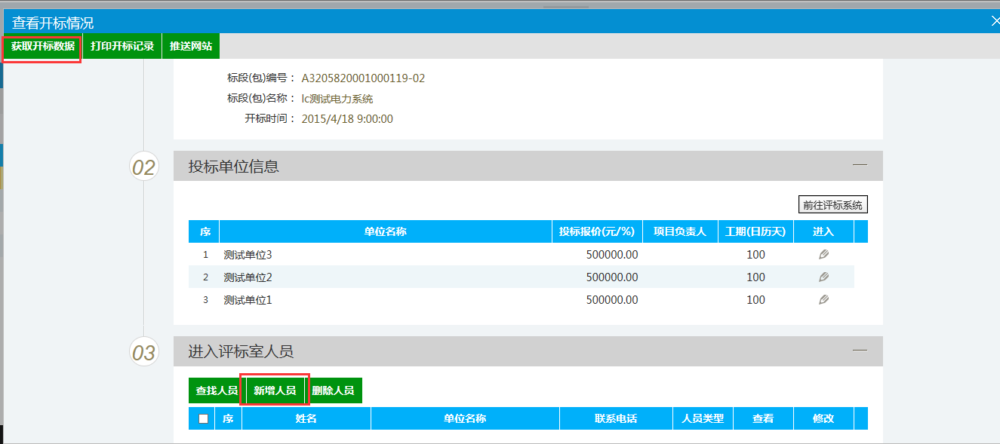 查看开标情况
获取开标数据 打印开标记录 推送网站
标段(包)编号： A3205820001000119-02
标段(包)名称： lc测试电力系统
开标时间： 2015/4/18 9:00:00
02 投标单位信息
前往评标系统
序 单位名称 投标报价(元/%) 项目负责人 工期(日历天) 进入
1 测试单位3 500000.00 100
2 测试单位2 500000.00 100
3 测试单位1 500000.00 100
03 进入评标室人员
查找人员 新增人员 删除人员
序 姓名 单位名称 联系电话 人员类型 查看 修改